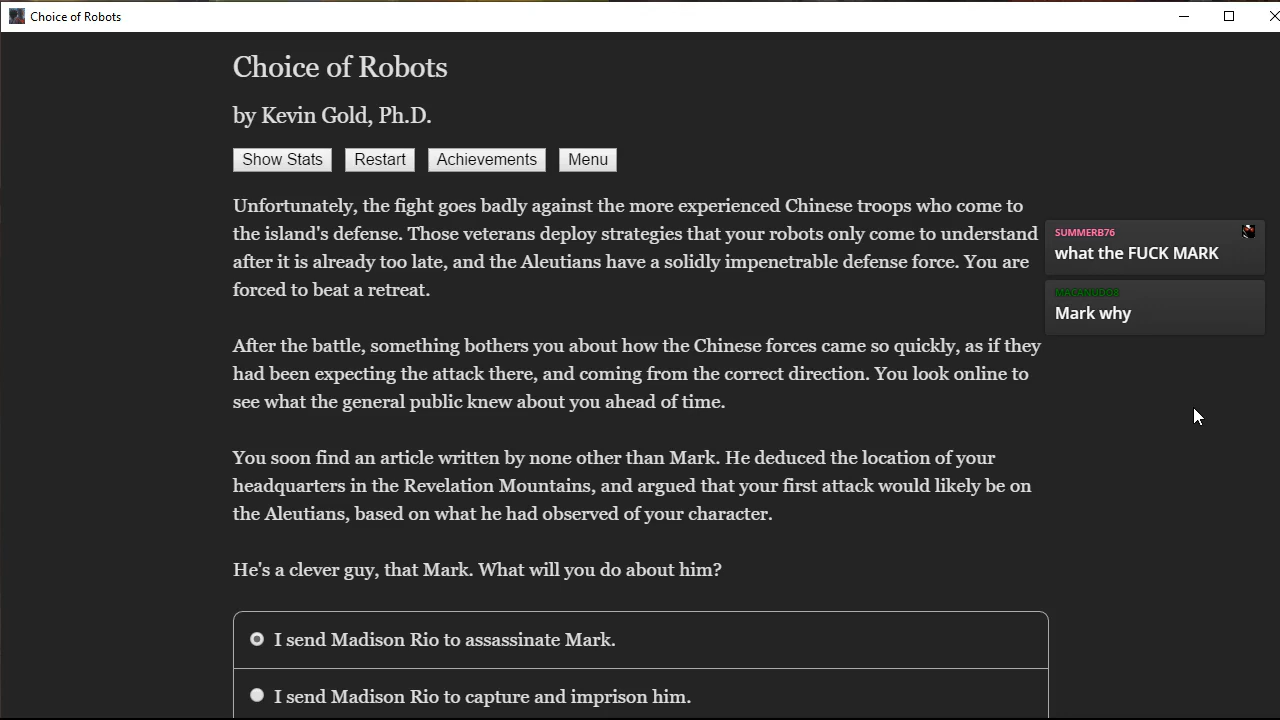 Choice of Robots
Choice of Robots
by Kevin Gold, Ph.D.
Show Stats Restart Achievements Menu
Unfortunately, the fight goes badly against the more experienced Chinese troops who come to
the island's defense. Those veterans deploy strategies that your robots only come to understand
after it is already too late, and the Aleutians have a solidly impenetrable defense force. You are
forced to beat a retreat.
After the battle, something bothers you about how the Chinese forces came so quickly, as if they
had been expecting the attack there, and coming from the correct direction. You look online to
see what the general public knew about you ahead of time.
You soon find an article written by none other than Mark. He deduced the location of your
headquarters in the Revelation Mountains, and argued that your first attack would likely be on
the Aleutians, based on what he had observed of your character.
He's a clever guy, that Mark. What will you do about him?
I send Madison Rio to assassinate Mark.
I send Madison Rio to capture and imprison him.
SUMMERB76
what the FUCK MARK
MACANUDO3
Mark why